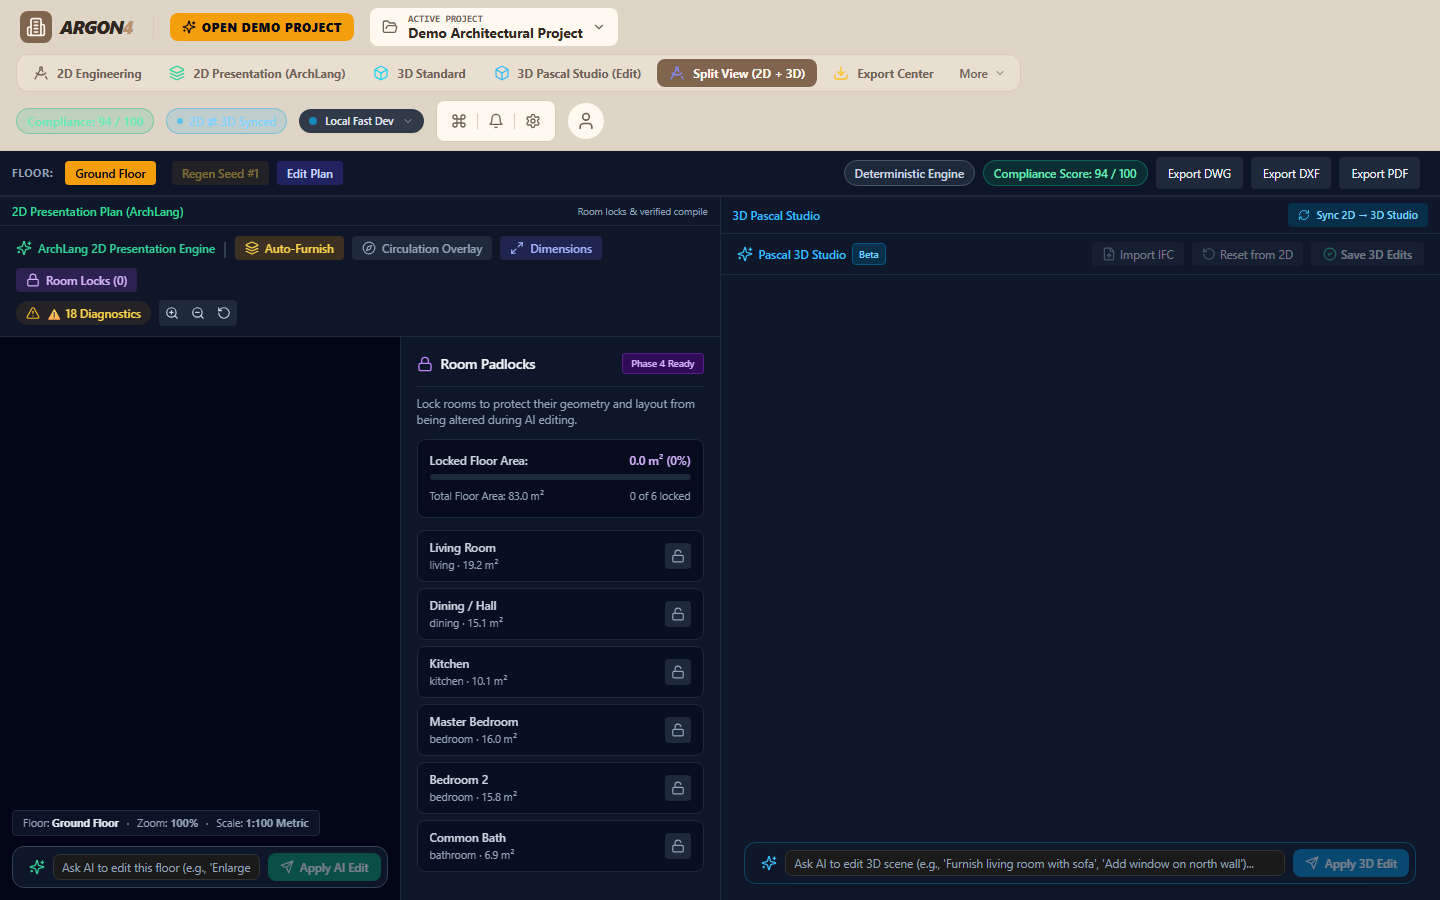 ARGON4
OPEN DEMO PROJECT
ACTIVE PROJECT
Demo Architectural Project
2D Engineering
2D Presentation (ArchLang)
3D Standard
3D Pascal Studio (Edit)
Split View (2D + 3D)
Export Center
More
Compliance: 94 / 100
2D ⇄ 3D Synced
Local Fast Dev
FLOOR:
Ground Floor
Regen Seed #1
Edit Plan
Deterministic Engine
Compliance Score: 94 / 100
Export DWG
Export DXF
Export PDF
2D Presentation Plan (ArchLang)
Room locks & verified compile
ArchLang 2D Presentation Engine
Auto-Furnish
Circulation Overlay
Dimensions
Room Locks (0)
18 Diagnostics
Room Padlocks
Phase 4 Ready
Lock rooms to protect their geometry and layout from
being altered during AI editing.
Locked Floor Area:
0.0 m² (0%)
Total Floor Area: 83.0 m²
0 of 6 locked
Living Room
living · 19.2 m²
Dining / Hall
dining · 15.1 m²
Kitchen
kitchen · 10.1 m²
Master Bedroom
bedroom · 16.0 m²
Bedroom 2
bedroom · 15.8 m²
Common Bath
bathroom · 6.9 m²
Floor: Ground Floor · Zoom: 100% · Scale: 1:100 Metric
Ask AI to edit this floor (e.g., 'Enlarge
Apply AI Edit
3D Pascal Studio
Sync 2D → 3D Studio
Pascal 3D Studio
Beta
Import IFC
Reset from 2D
Save 3D Edits
Ask AI to edit 3D scene (e.g., 'Furnish living room with sofa', 'Add window on north wall')...
Apply 3D Edit